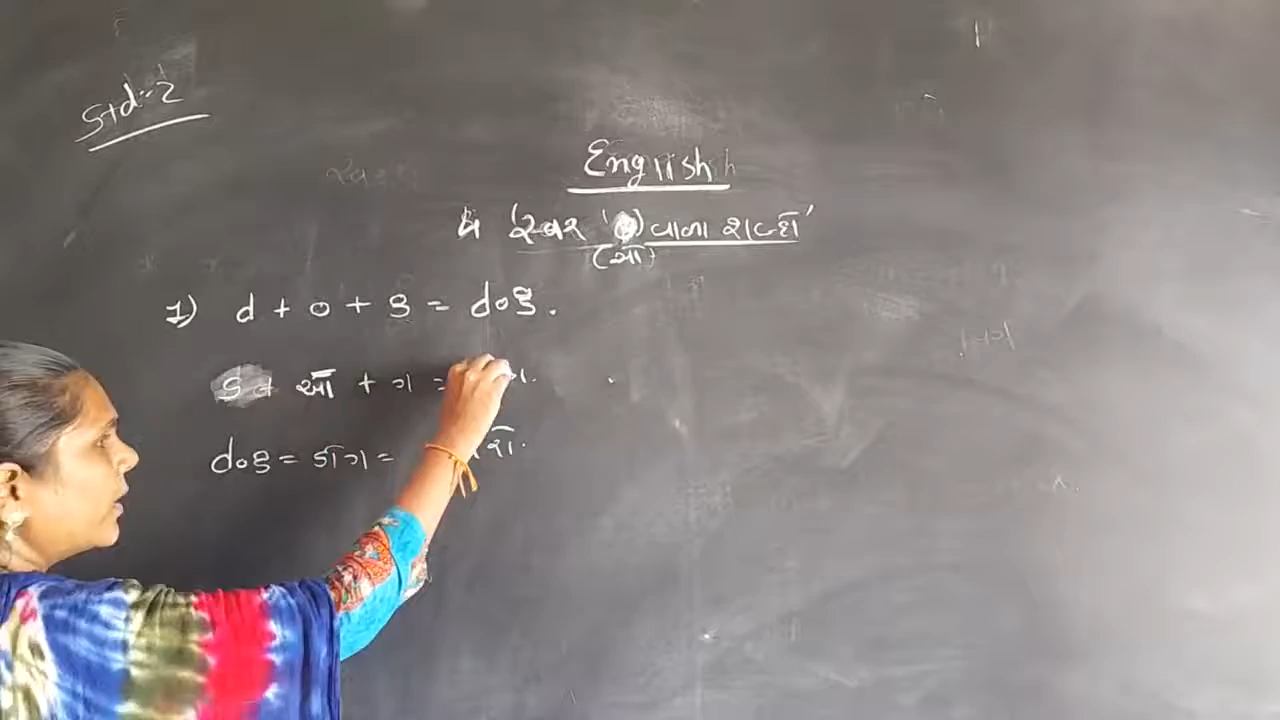 Std:-2
English
સ્વર '(o) વાળા શબ્દો'
(ઑ)
1) d + o + g = dog.
ડ + ઑ + ગ =
dog = ડૉગ =